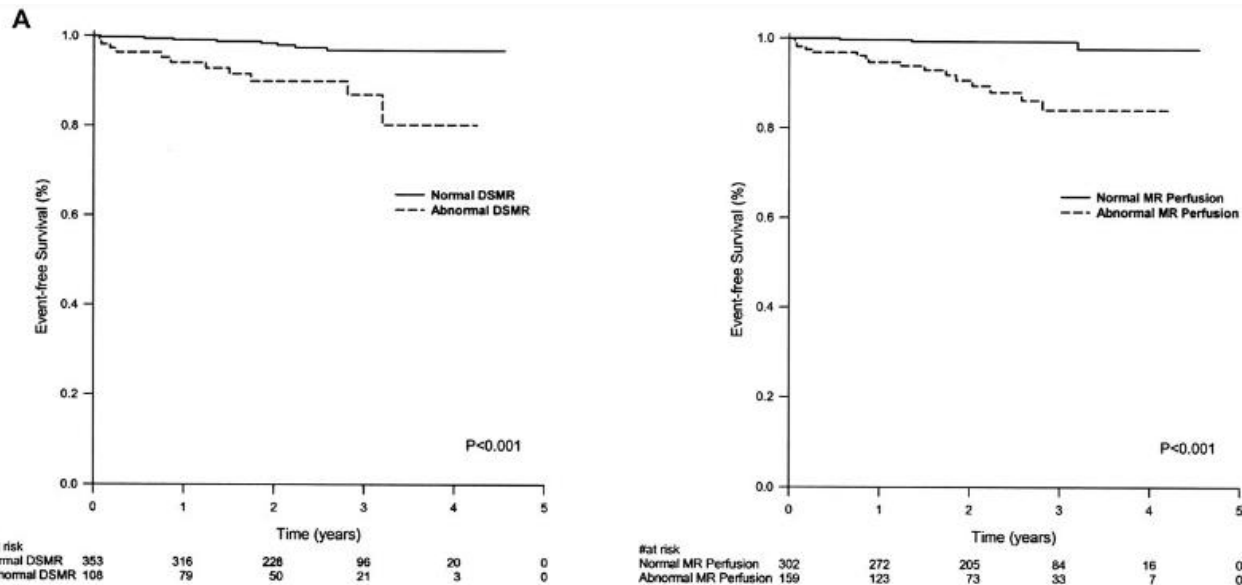 A
1.0
0.8
0.6
0.4
0.2
0.0
Event-free Survival (%)
Normal DSMR
Abnormal DSMR
P<0.001
0 1 2 3 4 5
Time (years)
risk
rmal DSMR 353 316 228 96 20 0
normal DSMR 108 79 50 21 3 0
1.0
0.8
0.6
0.4
0.2
0.0
Event-free Survival (%)
Normal MR Perfusion
Abnormal MR Perfusion
P<0.001
0 1 2 3 4 5
Time (years)
#at risk
Normal MR Perfusion 302 272 205 84 16 0
Abnormal MR Perfusion 159 123 73 33 7 0